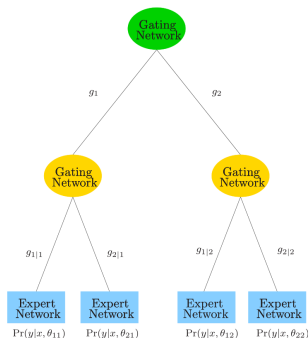 Gating
Network
g₁ g₂
Gating
Network
Gating
Network
g₁|₁ g₂|₁ g₁|₂ g₂|₂
Expert
Network
Expert
Network
Expert
Network
Expert
Network
Pr(y|x, θ₁₁) Pr(y|x, θ₂₁) Pr(y|x, θ₁₂) Pr(y|x, θ₂₂)